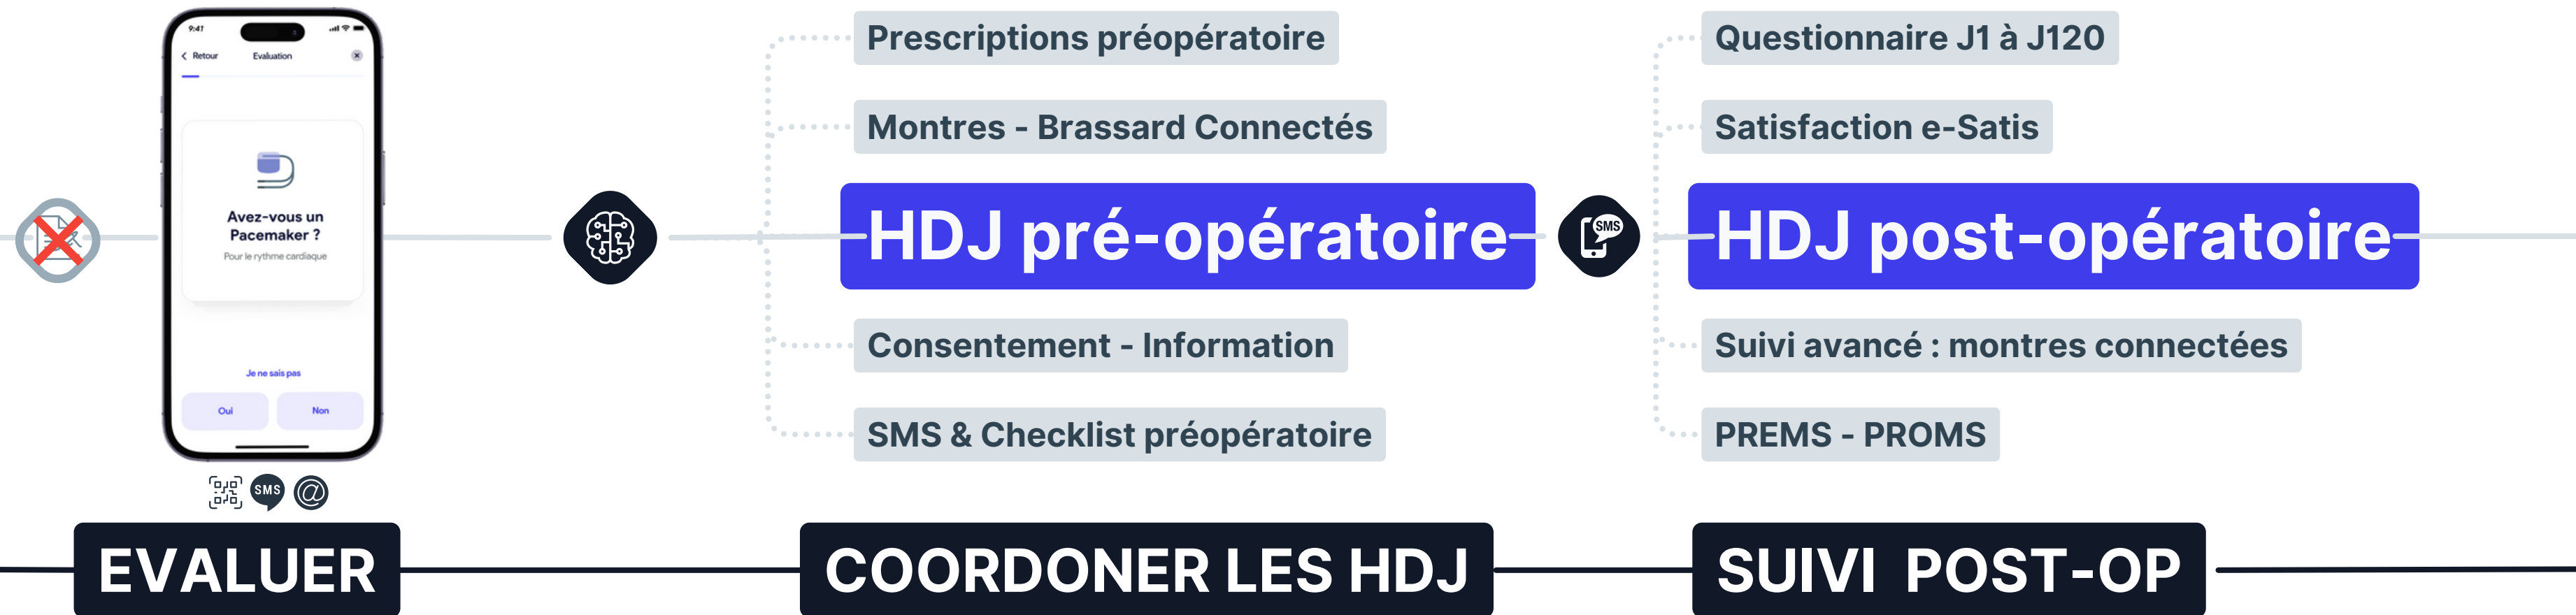 9:41
Retour
Evaluation
Avez-vous un
Pacemaker ?
Pour le rythme cardiaque
Je ne sais pas
Oui
Non
SMS
@
EVALUER
Prescriptions préopératoire
Montres - Brassard Connectés
HDJ pré-opératoire
Consentement - Information
SMS & Checklist préopératoire
COORDONER LES HDJ
SMS
Questionnaire J1 à J120
Satisfaction e-Satis
HDJ post-opératoire
Suivi avancé : montres connectées
PREMS - PROMS
SUIVI POST-OP